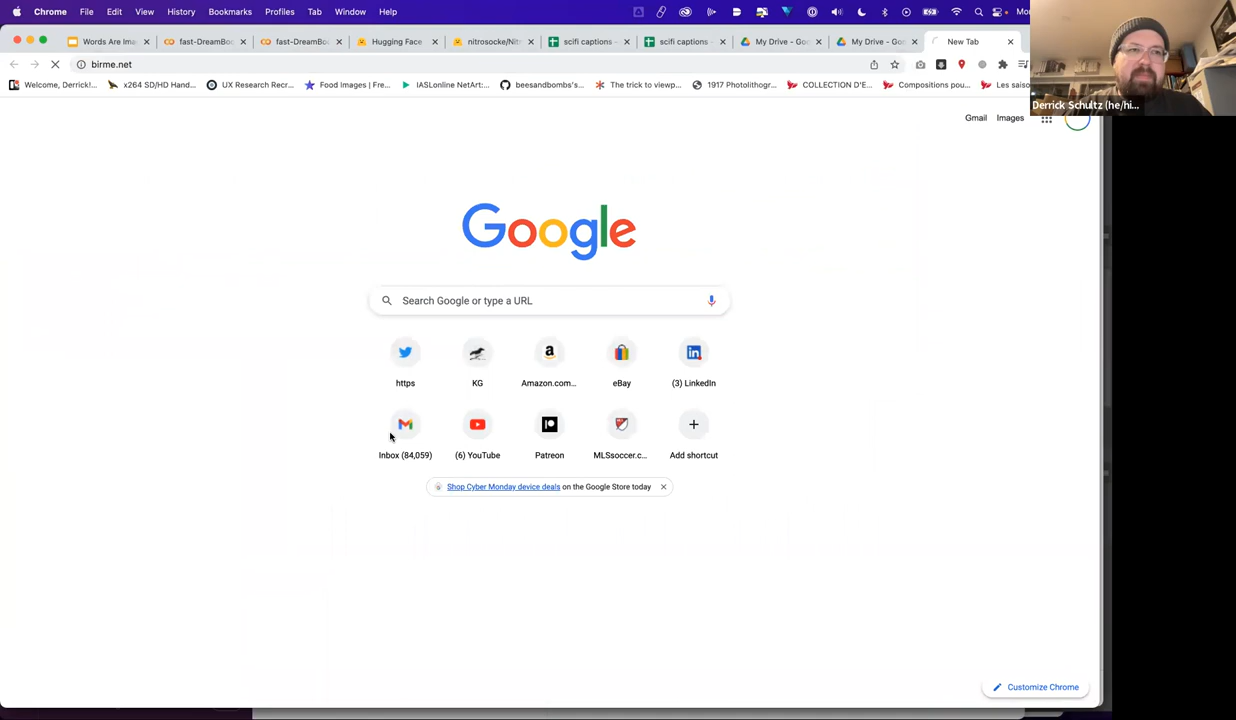 Chrome File Edit View History Bookmarks Profiles Tab Window Help Mo
Words Are Ima
fast-DreamBoo
fast-DreamBoo
Hugging Face
nitrosocke/Nit
scifi captions -
scifi captions -
My Drive - Goo
My Drive - Goo
New Tab
birme.net
Welcome, Derrick!...
x264 SD/HD Hand...
UX Research Recr...
Food Images | Fre...
IASLonline NetArt:...
beesandbombs's...
The trick to viewp...
1917 Photolithogr...
COLLECTION D'E...
Compositions pou...
Les saiso
Derrick Schultz (he/hi...
Gmail Images
Google
Search Google or type a URL
https
KG
Amazon.com...
eBay
(3) LinkedIn
Inbox (84,059)
(6) YouTube
Patreon
MLSsoccer.c...
Add shortcut
Shop Cyber Monday device deals on the Google Store today
Customize Chrome